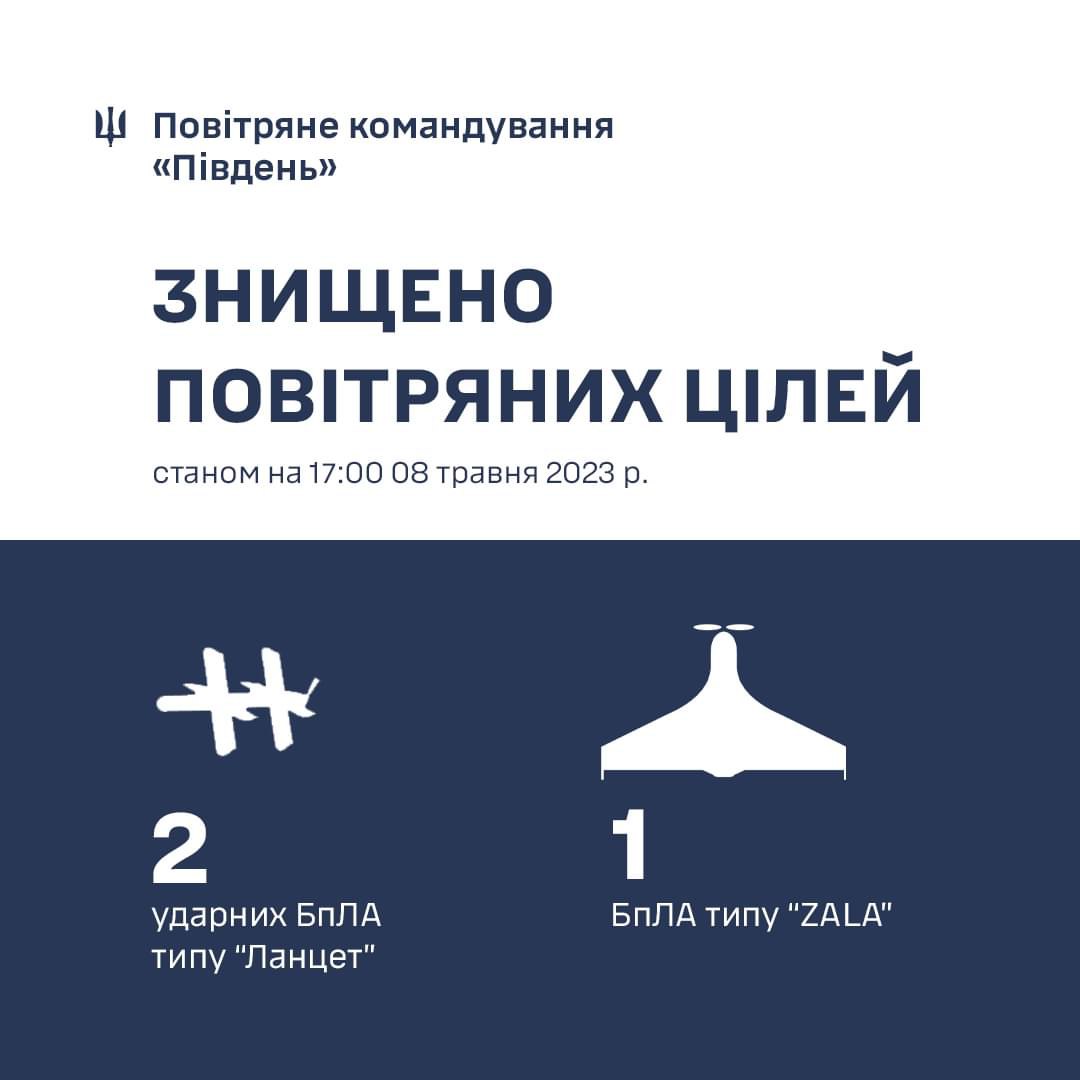 Повітряне командування
«Південь»
ЗНИЩЕНО
ПОВІТРЯНИХ ЦІЛЕЙ
станом на 17:00 08 травня 2023 р.
2
ударних БпЛА
типу “Ланцет”
1
БпЛА типу “ZALA”